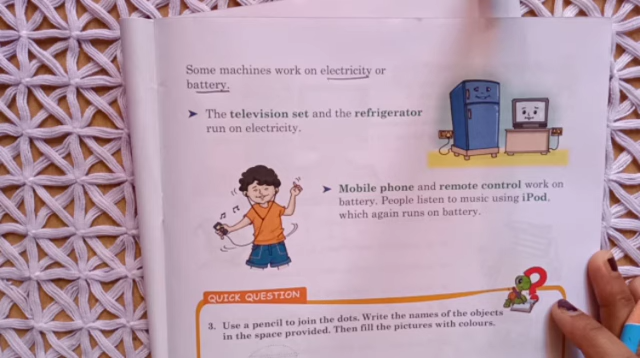 Some machines work on electricity or
battery.
➤ The television set and the refrigerator
run on electricity.
➤ Mobile phone and remote control work on
battery. People listen to music using iPod,
which again runs on battery.
QUICK QUESTION
3. Use a pencil to join the dots. Write the names of the objects
in the space provided. Then fill the pictures with colours.